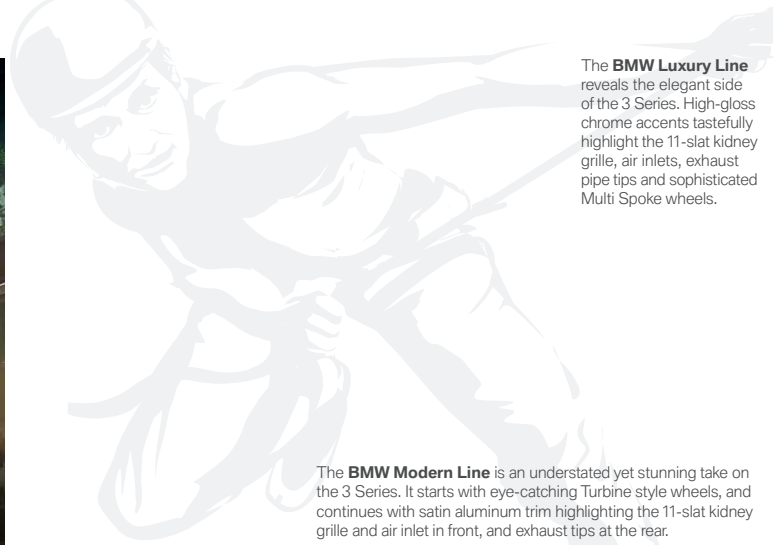 The BMW Luxury Line
reveals the elegant side
of the 3 Series. High-gloss
chrome accents tastefully
highlight the 11-slat kidney
grille, air inlets, exhaust
pipe tips and sophisticated
Multi Spoke wheels.
The BMW Modern Line is an understated yet stunning take on
the 3 Series. It starts with eye-catching Turbine style wheels, and
continues with satin aluminum trim highlighting the 11-slat kidney
grille and air inlet in front, and exhaust tips at the rear.